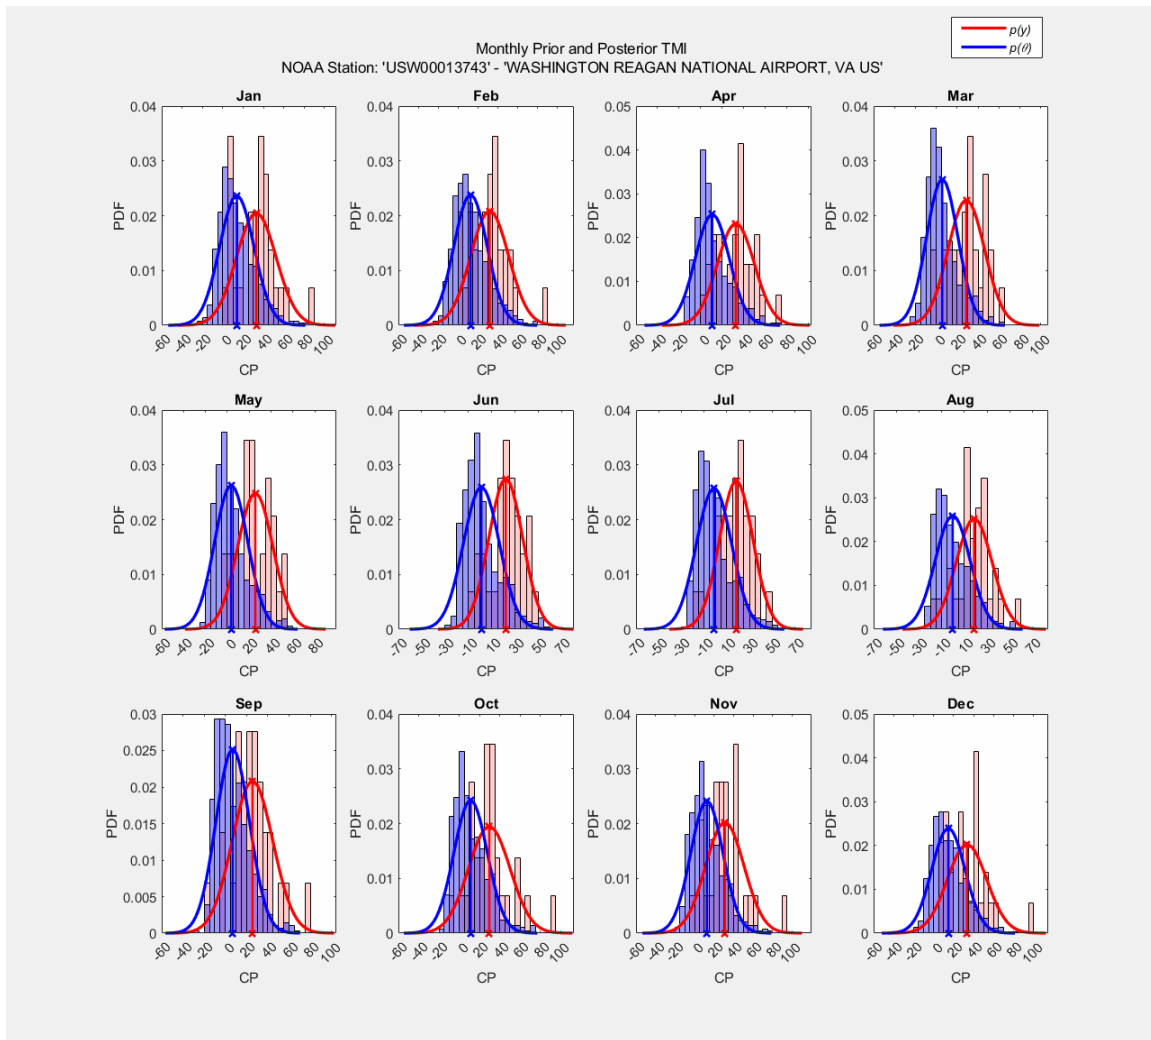 p(y)
p(θ)
Monthly Prior and Posterior TMI
NOAA Station: 'USW00013743' - 'WASHINGTON REAGAN NATIONAL AIRPORT, VA US'
Jan
0.04
0.03
0.02
0.01
0
PDF
-60 -40 -20 0 20 40 60 80 100
CP
Feb
0.04
0.03
0.02
0.01
0
PDF
-60 -40 -20 0 20 40 60 80 100
CP
Apr
0.05
0.04
0.03
0.02
0.01
0
PDF
-60 -40 -20 0 20 40 60 80 100
CP
Mar
0.04
0.03
0.02
0.01
0
PDF
-60 -40 -20 0 20 40 60 80 100
CP
May
0.04
0.03
0.02
0.01
0
PDF
-60 -40 -20 0 20 40 60 80
CP
Jun
0.04
0.03
0.02
0.01
0
PDF
-70 -50 -30 -10 10 30 50 70
CP
Jul
0.04
0.03
0.02
0.01
0
PDF
-70 -50 -30 -10 10 30 50 70
CP
Aug
0.05
0.04
0.03
0.02
0.01
0
PDF
-70 -50 -30 -10 10 30 50 70
CP
Sep
0.03
0.025
0.02
0.015
0.01
0.005
0
PDF
-60 -40 -20 0 20 40 60 80 100
CP
Oct
0.04
0.03
0.02
0.01
0
PDF
-60 -40 -20 0 20 40 60 80 100
CP
Nov
0.04
0.03
0.02
0.01
0
PDF
-60 -40 -20 0 20 40 60 80 100
CP
Dec
0.05
0.04
0.03
0.02
0.01
0
PDF
-60 -40 -20 0 20 40 60 80 100
CP